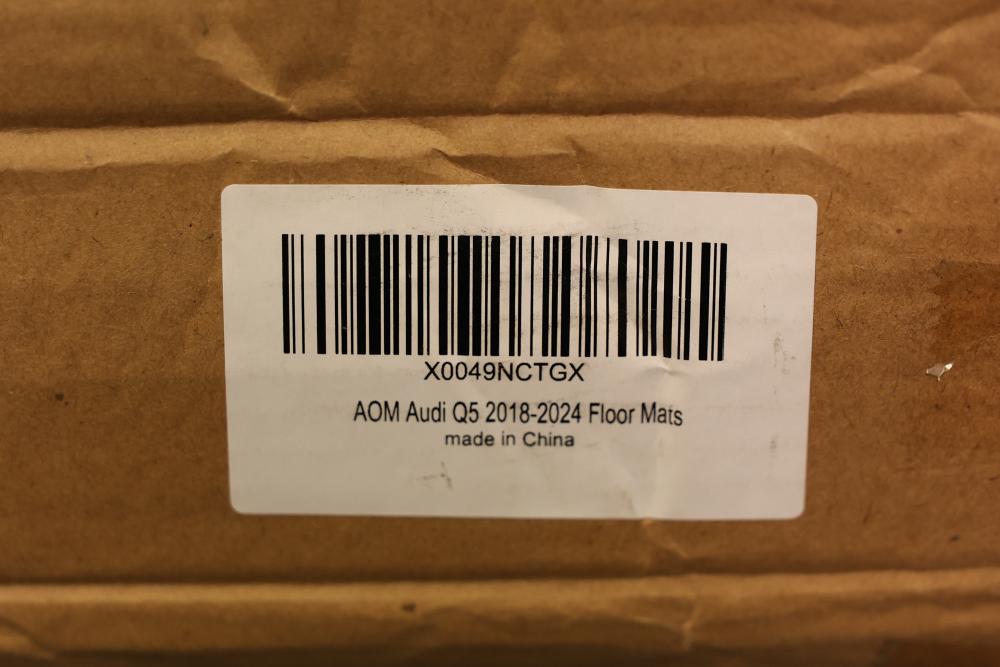 X0049NCTGX
AOM Audi Q5 2018-2024 Floor Mats
made in China